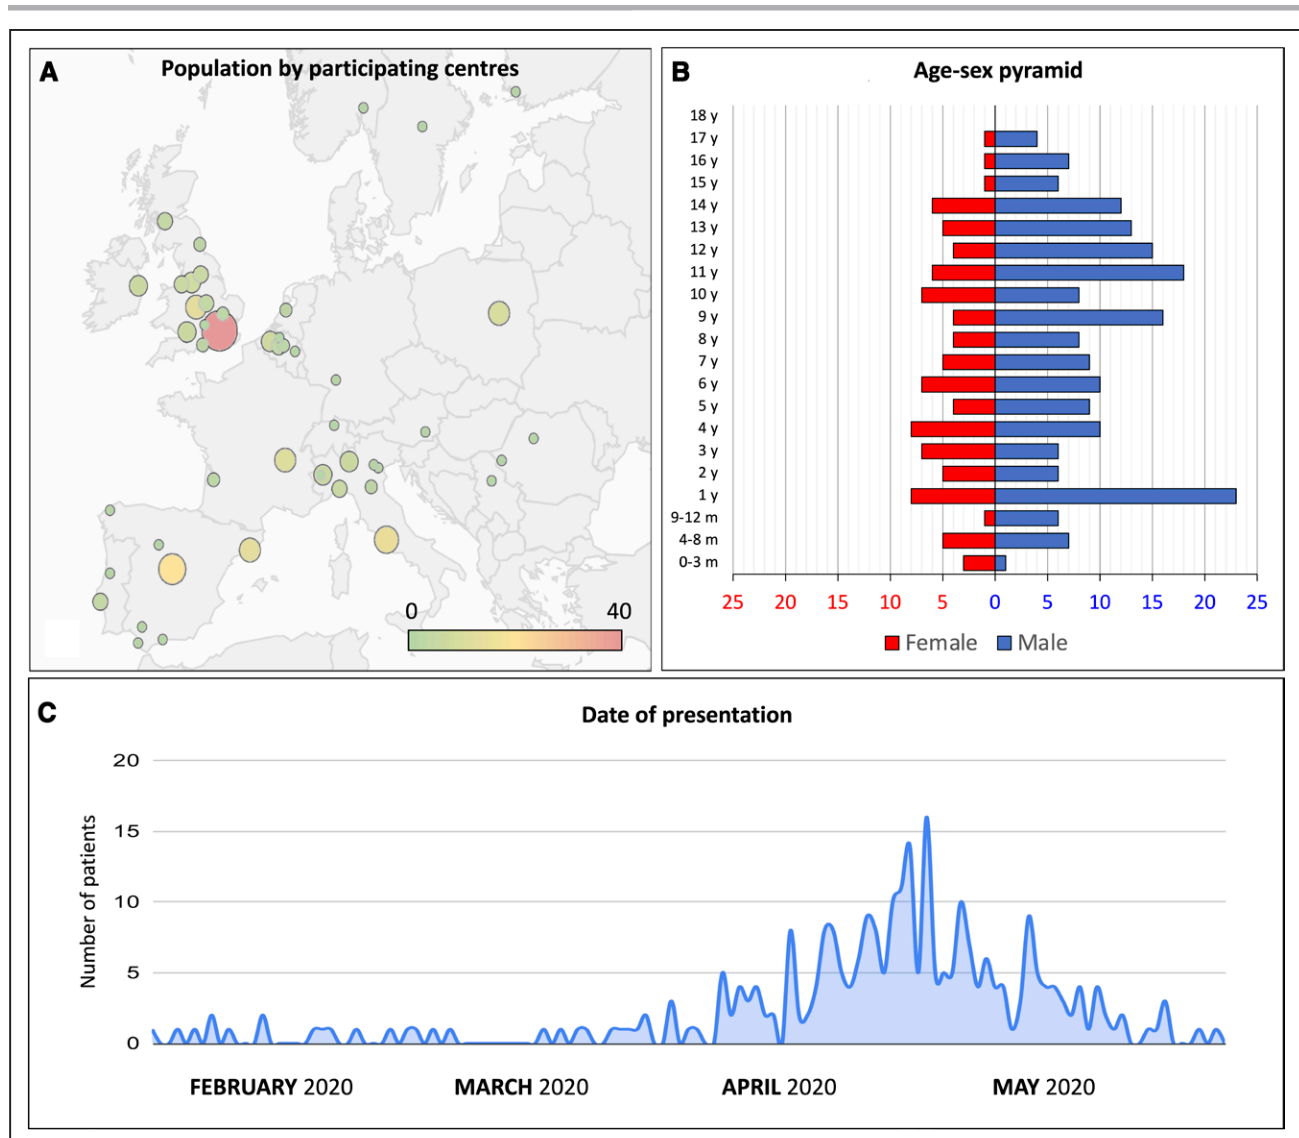 A
Population by participating centres
0 40
B
Age-sex pyramid
18 y
17 y
16 y
15 y
14 y
13 y
12 y
11 y
10 y
9 y
8 y
7 y
6 y
5 y
4 y
3 y
2 y
1 y
9-12 m
4-8 m
0-3 m
25 20 15 10 5 0 5 10 15 20 25
Female Male
C
Date of presentation
Number of patients
20
15
10
5
0
FEBRUARY 2020 MARCH 2020 APRIL 2020 MAY 2020